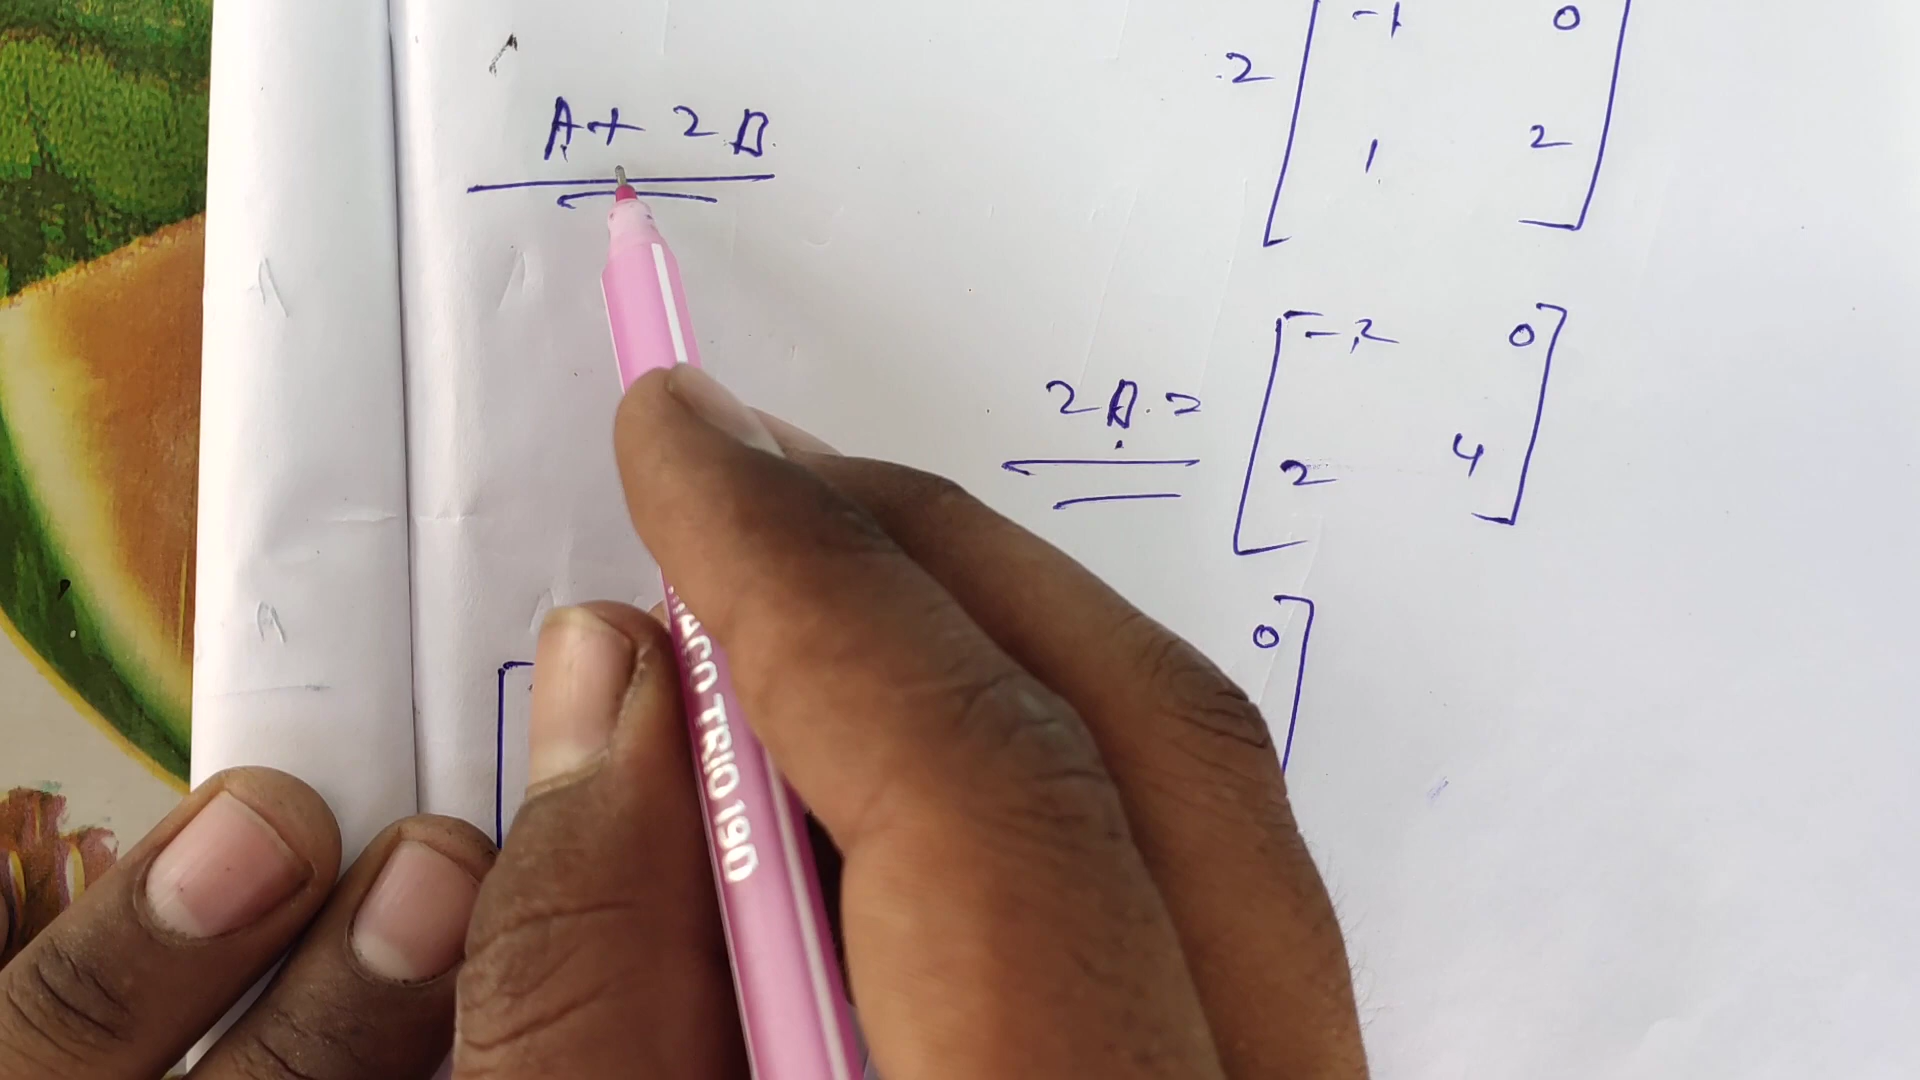 A + 2B
2 [ -1 0
1 2 ]
2B = [ -2 0
2 4 ]
0 ]
TRIO 190